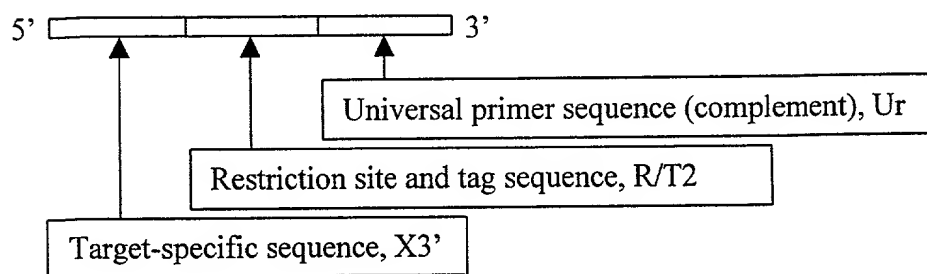 5’ 3’
Universal primer sequence (complement), Ur
Restriction site and tag sequence, R/T2
Target-specific sequence, X3’